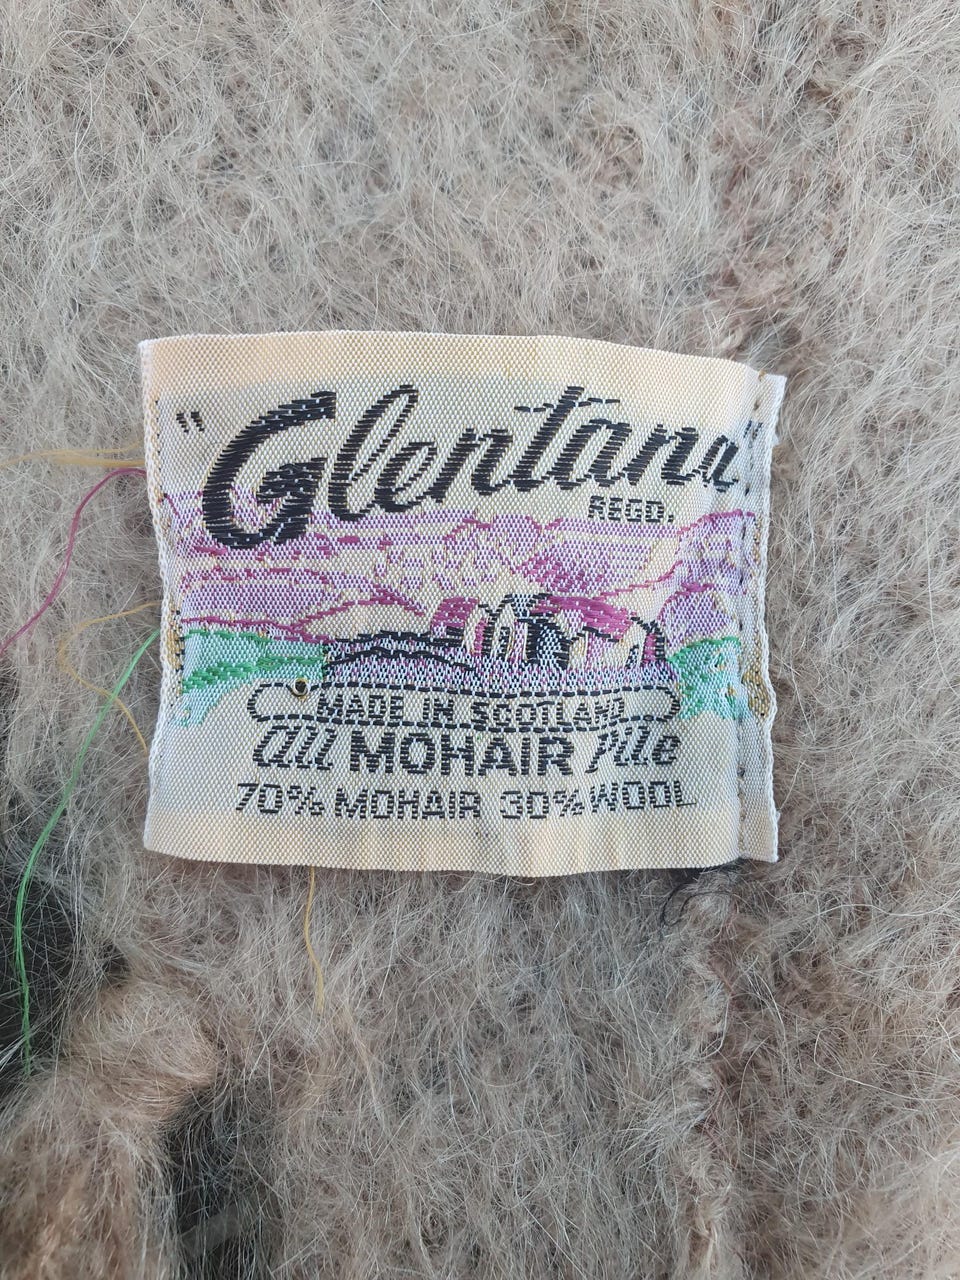 "Glentana"
REGD.
MADE IN SCOTLAND
All MOHAIR Pile
70% MOHAIR 30% WOOL